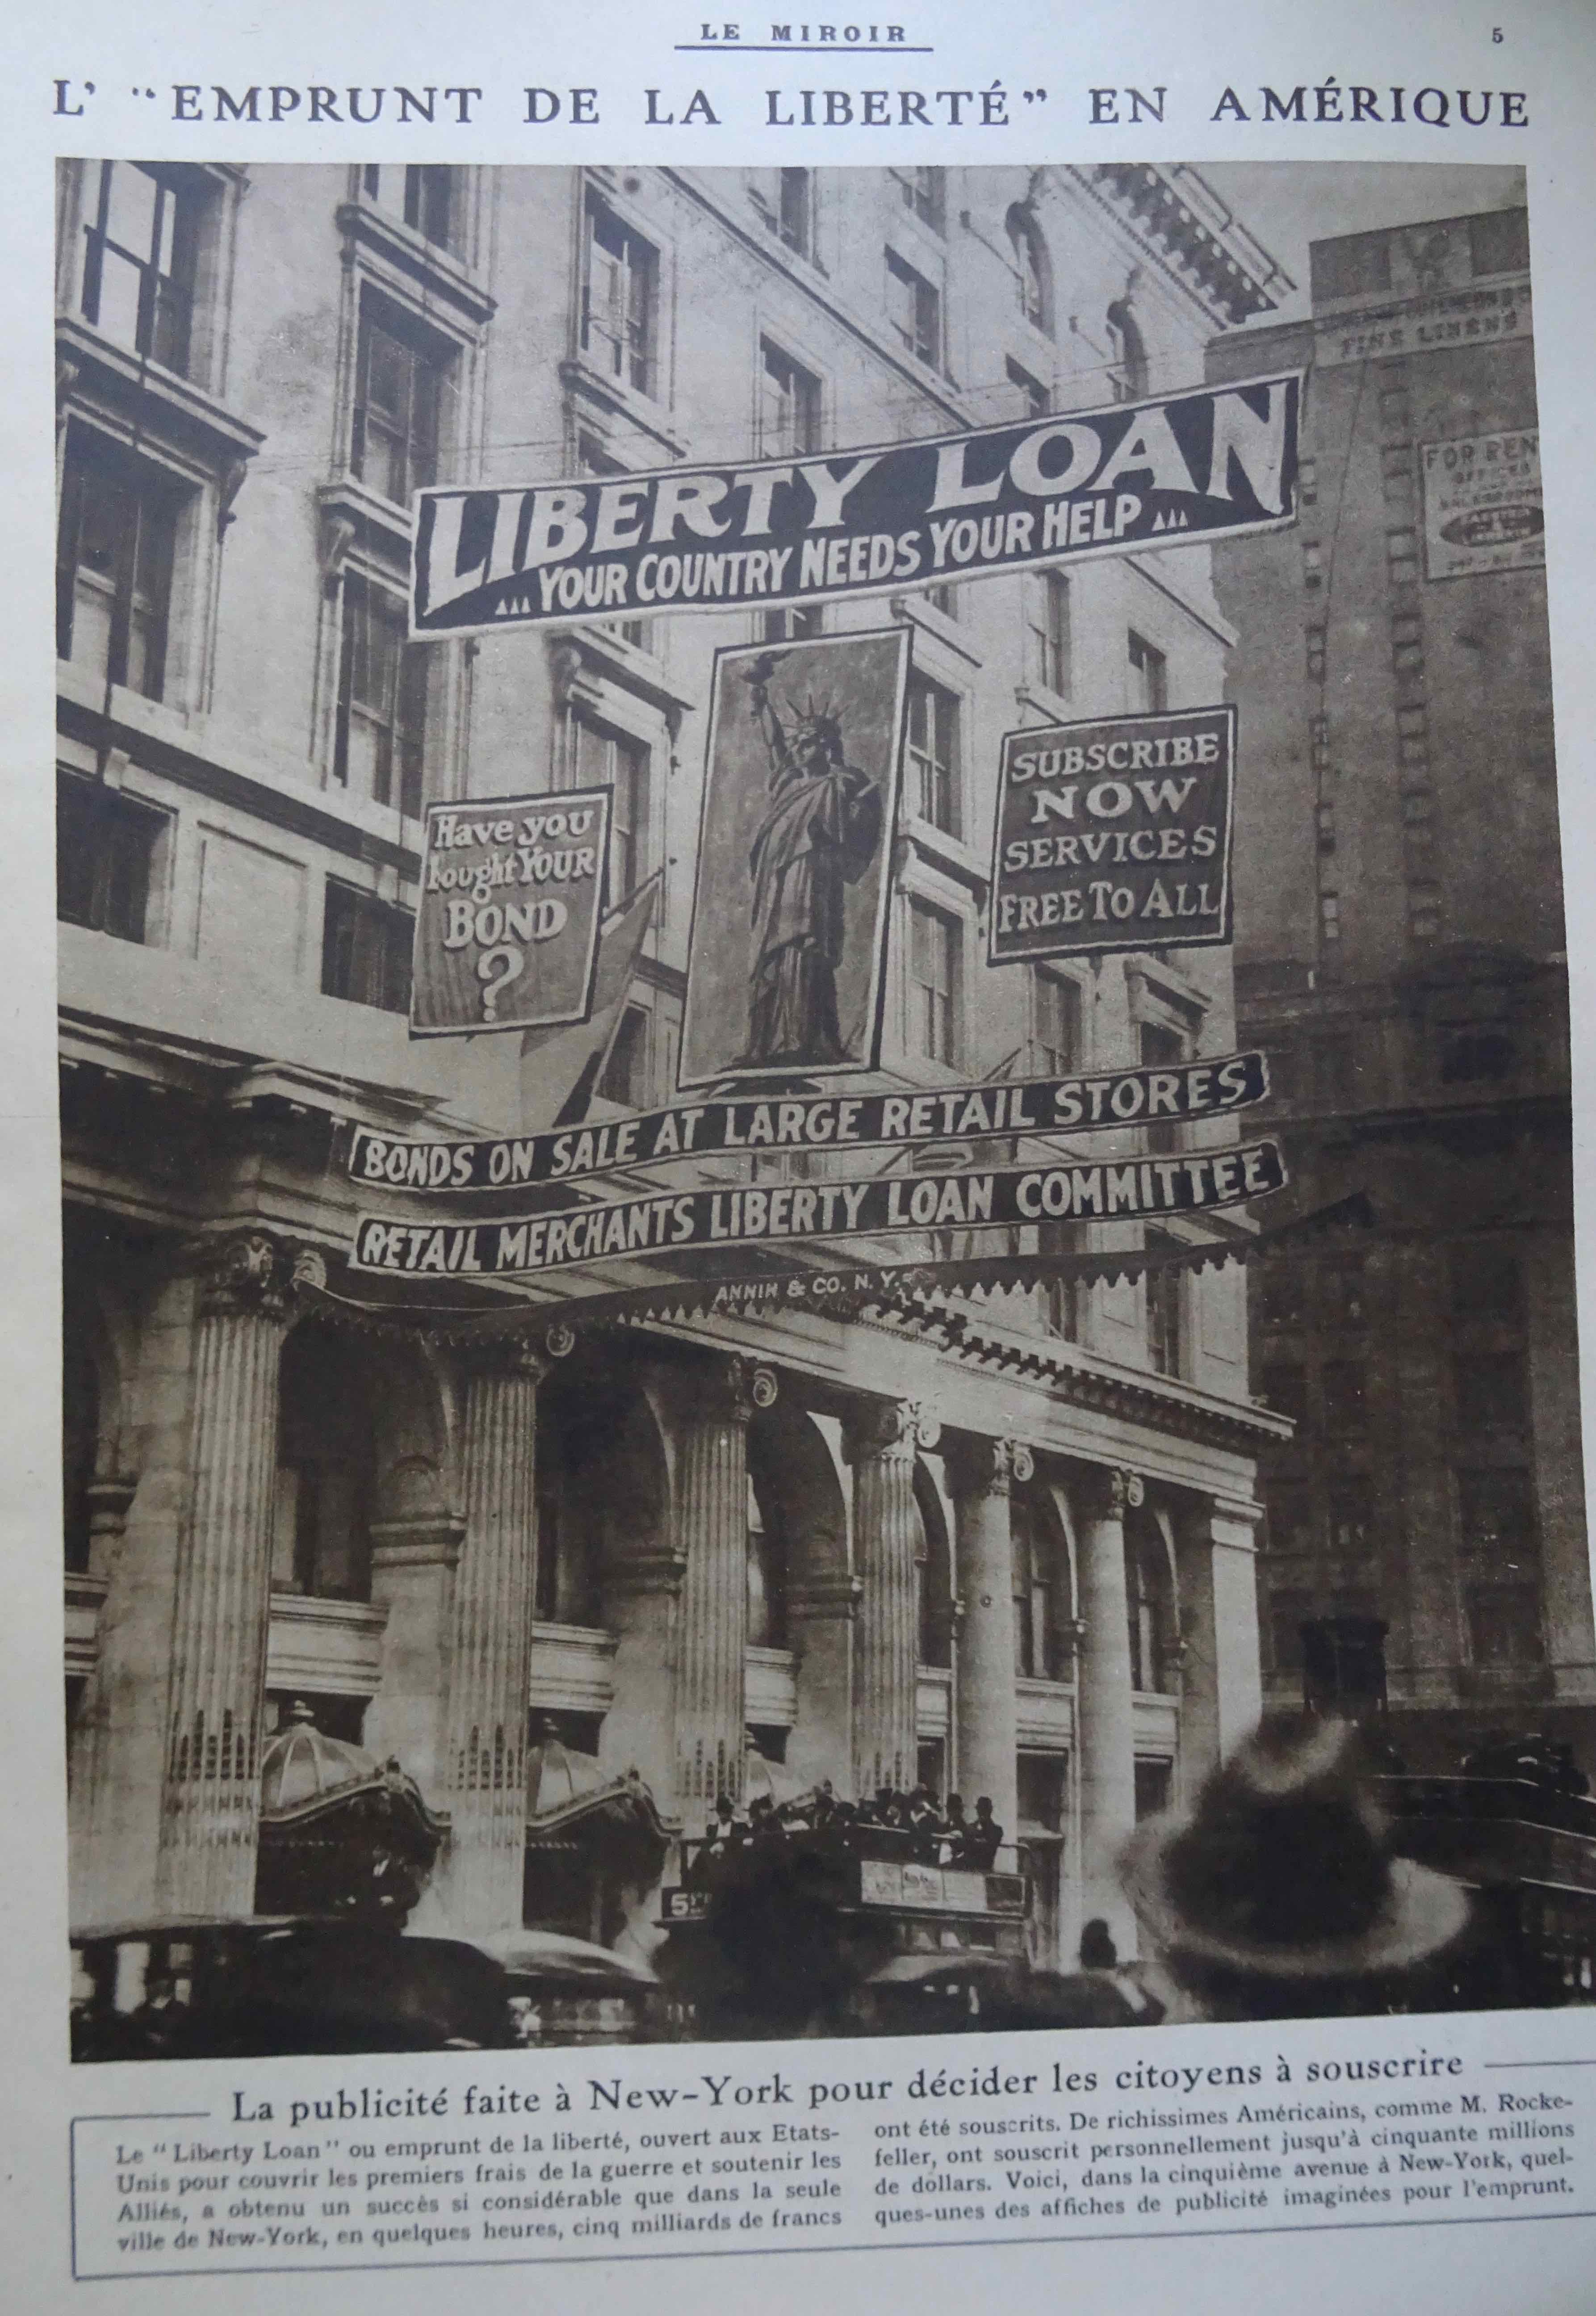 LE MIROIR
5
L' "EMPRUNT DE LA LIBERTÉ" EN AMÉRIQUE
FINE LINENS
FOR REN
OFFICES
LIBERTY LOAN
... YOUR COUNTRY NEEDS YOUR HELP ...
Have you
bought YOUR
BOND
?
SUBSCRIBE
NOW
SERVICES
FREE TO ALL
BONDS ON SALE AT LARGE RETAIL STORES
RETAIL MERCHANTS LIBERTY LOAN COMMITTEE
ANNIN & CO. N. Y.
5
La publicité faite à New-York pour décider les citoyens à souscrire
Le "Liberty Loan" ou emprunt de la liberté, ouvert aux Etats-
Unis pour couvrir les premiers frais de la guerre et soutenir les
Alliés, a obtenu un succès si considérable que dans la seule
ville de New-York, en quelques heures, cinq milliards de francs
ont été souscrits. De richissimes Américains, comme M. Rocke-
feller, ont souscrit personnellement jusqu'à cinquante millions
de dollars. Voici, dans la cinquième avenue à New-York, quel-
ques-unes des affiches de publicité imaginées pour l'emprunt.